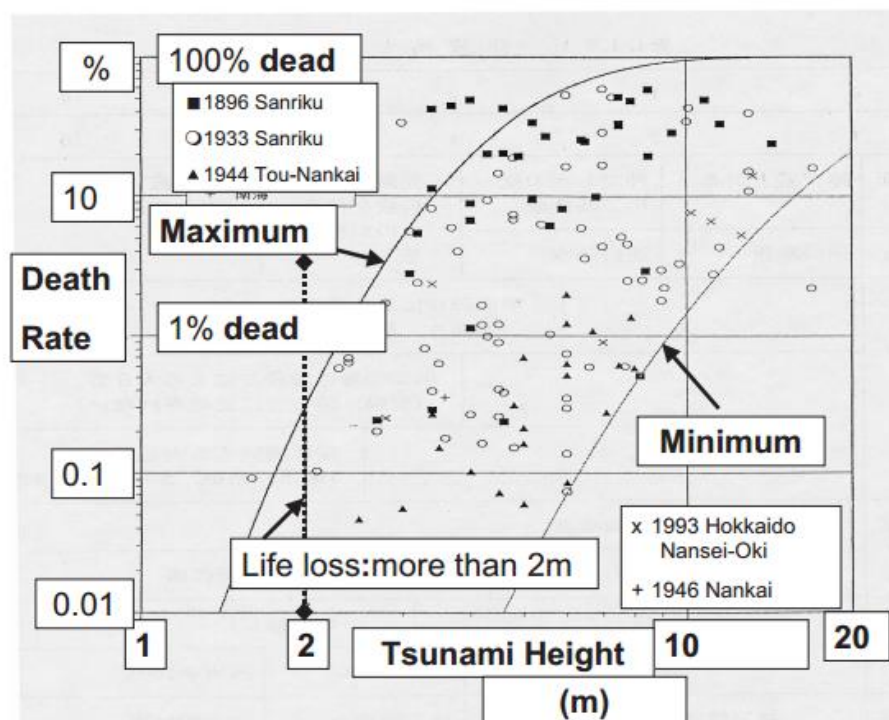 %
100% dead
■ 1896 Sanriku
○ 1933 Sanriku
▲ 1944 Tou-Nankai
10
Maximum
Death
Rate
1% dead
Minimum
0.1
x 1993 Hokkaido
Nansei-Oki
+ 1946 Nankai
Life loss:more than 2m
0.01
1
2
Tsunami Height
(m)
10
20